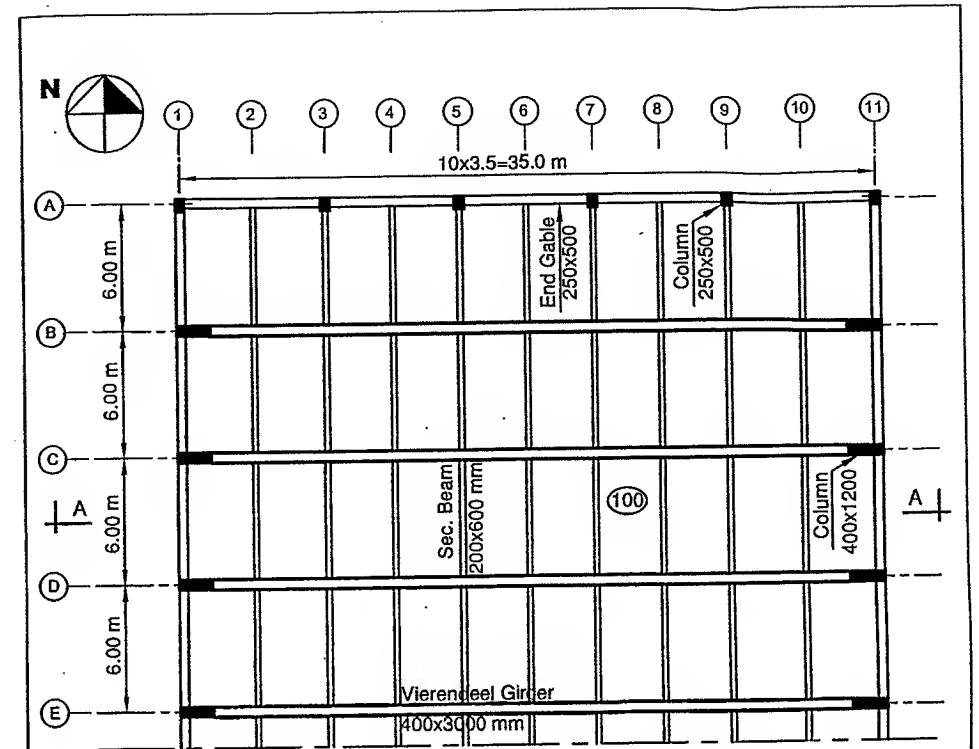 N
1 2 3 4 5 6 7 8 9 10 11
10x3.5=35.0 m
A
6.00 m
End Gable
250x500
Column
250x500
B
6.00 m
C
A
6.00 m
Sec. Beam
200x600 mm
100
Column
400x1200
A
D
6.00 m
Vierendeel Girder
E
400x3000 mm